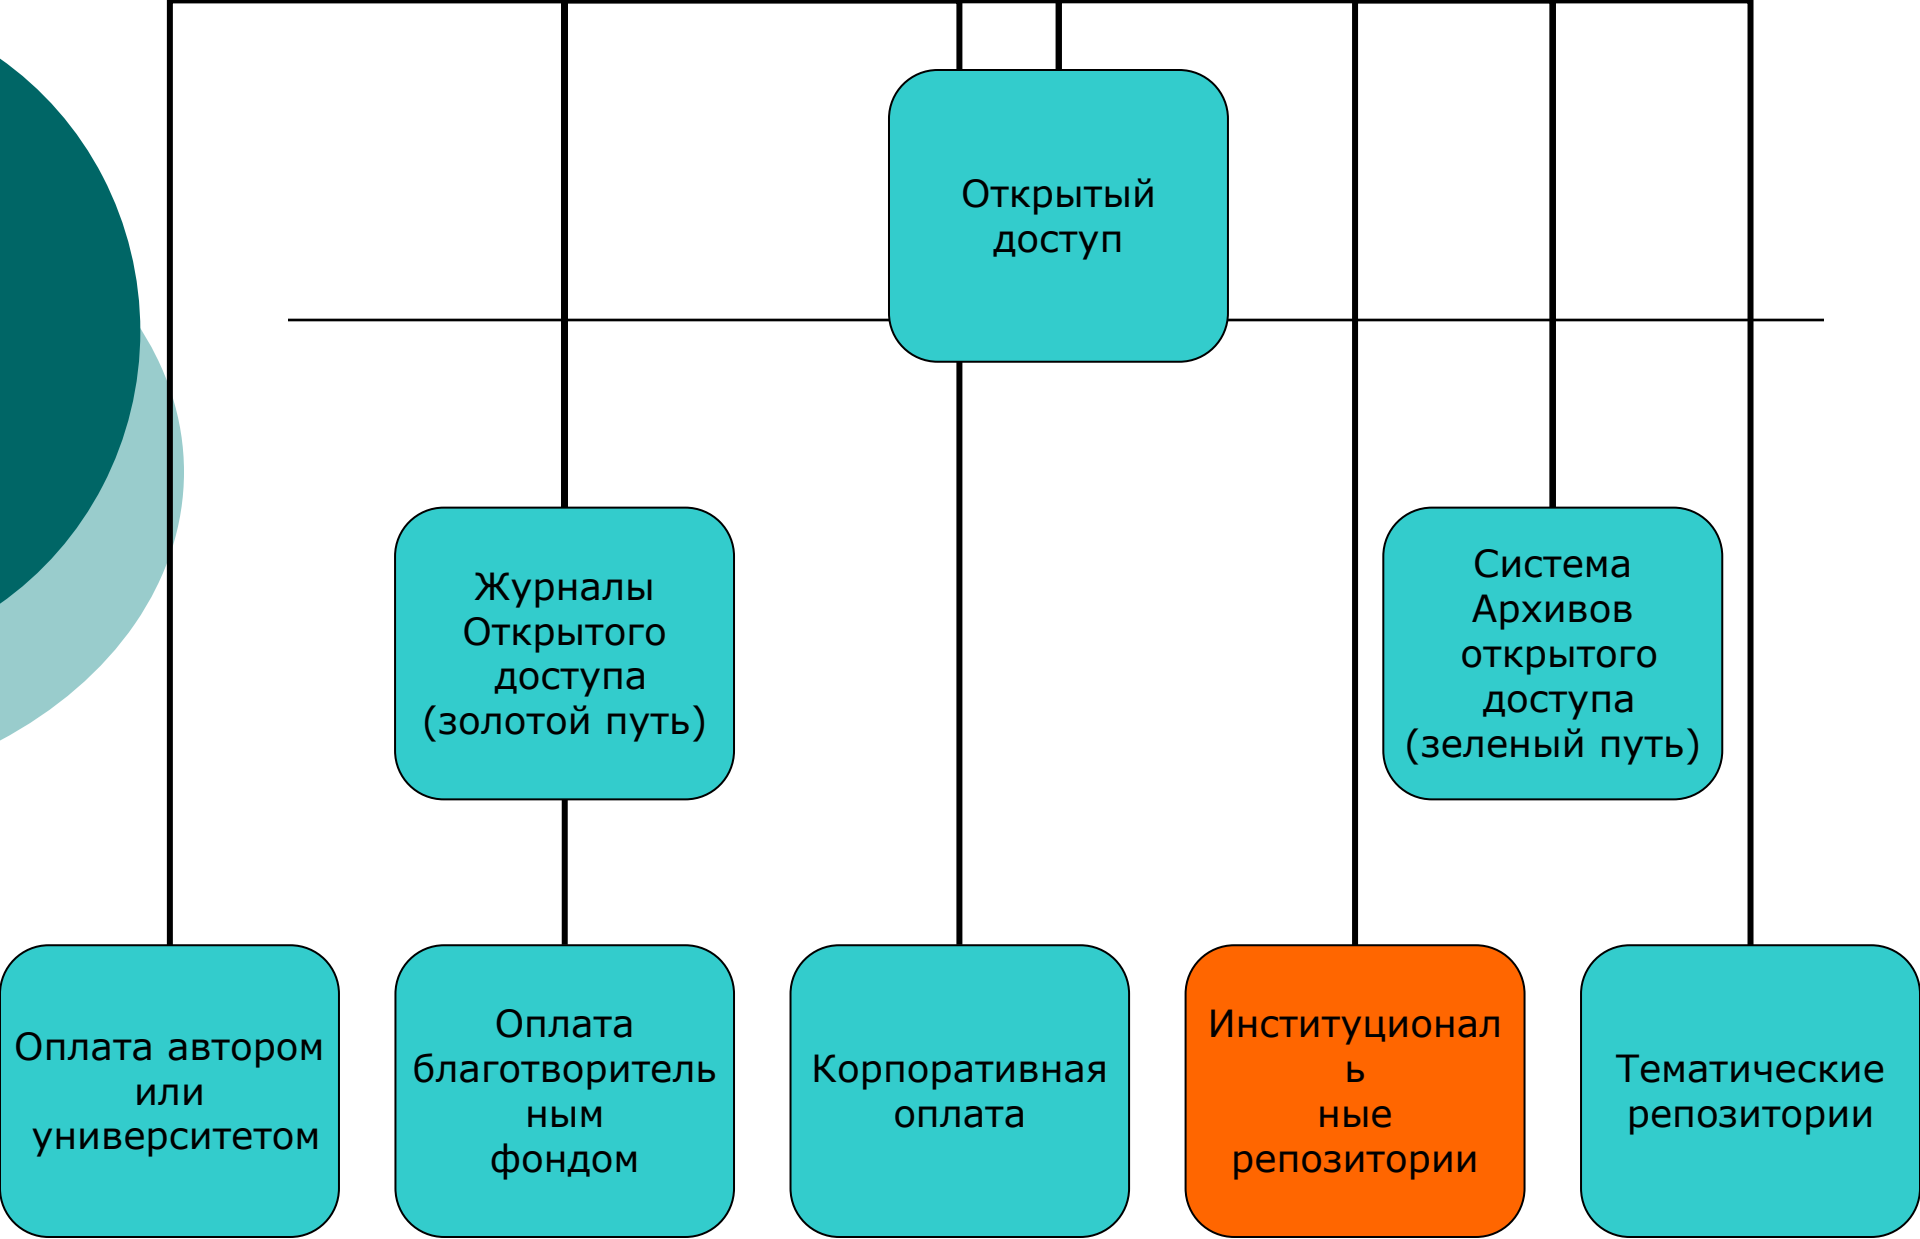 Открытый
доступ
Журналы
Открытого
доступа
(золотой путь)
Система
Архивов
открытого
доступа
(зеленый путь)
Оплата автором
или
университетом
Оплата
благотворитель
ным
фондом
Корпоративная
оплата
Институционал
ь
ные
репозитории
Тематические
репозитории